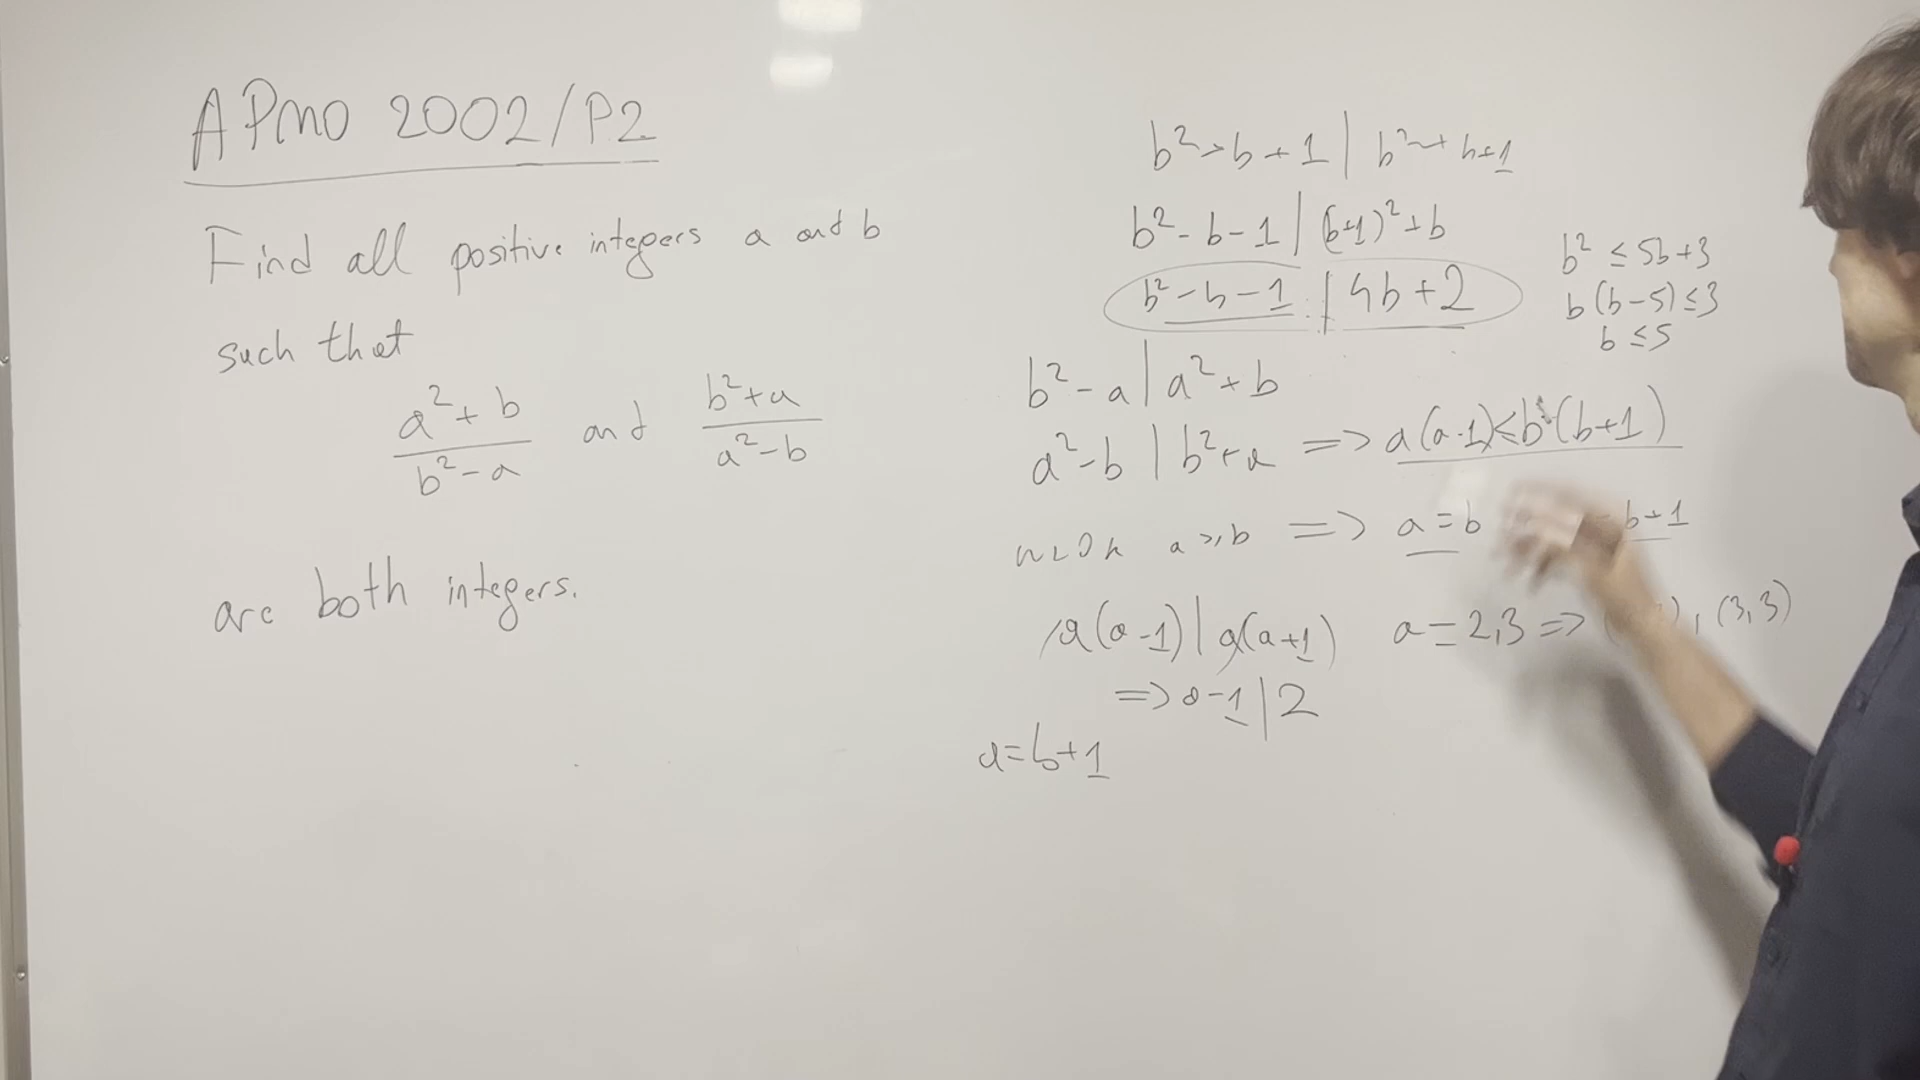 APMO 2002/P2
Find all positive integers a and b
such that
a²+b / b²-a and b²+a / a²-b
are both integers.
b²+b+1 | b²+b+1
b²-b-1 | (b+1)²+b
b²-b-1 | 4b+2
b² ≤ 5b+3
b(b-5) ≤ 3
b ≤ 5
b²-a | a²+b
a²-b | b²+a => a(a-1) ≤ b(b+1)
a ≥ b => a=b b+1
a(a-1) | a(a+1) a=2,3 => , (3,3)
=> a-1 | 2
a=b+1